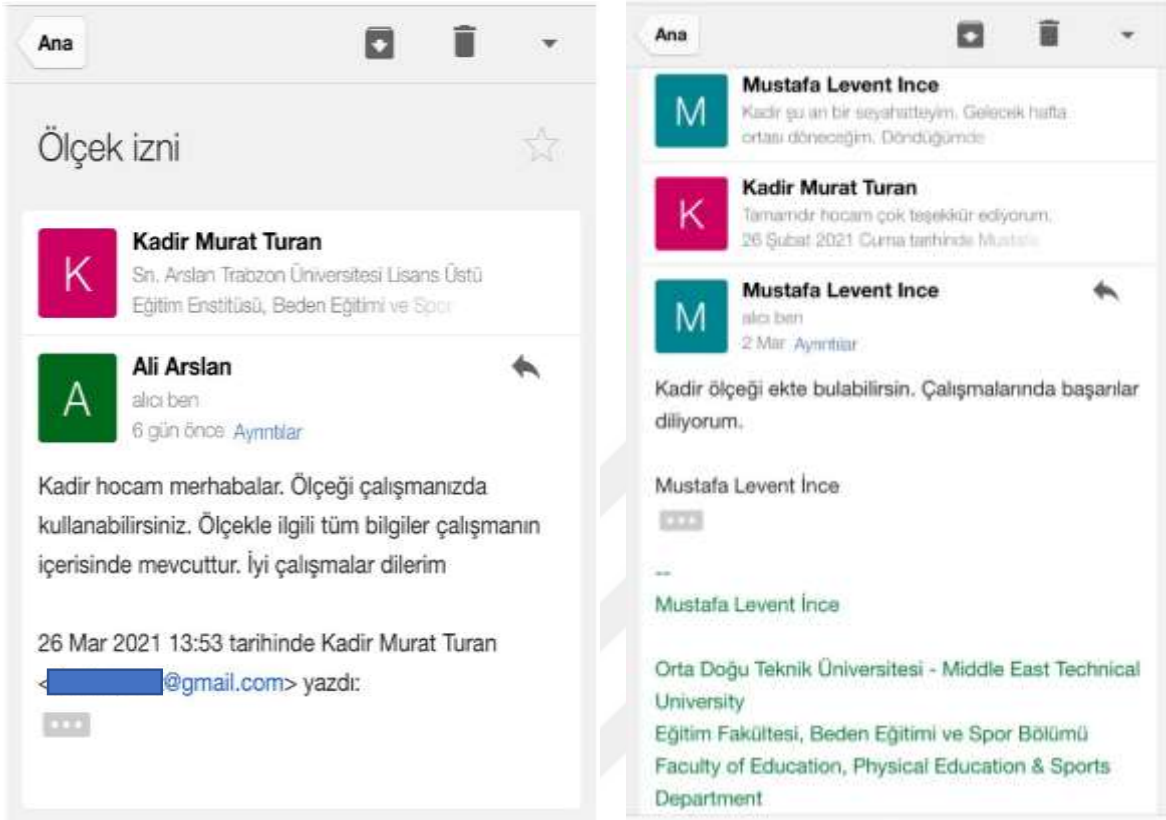 Ana
Ölçek izni
K
Kadir Murat Turan
Sn. Arslan Trabzon Üniversitesi Lisans Üstü
Eğitim Enstitüsü, Beden Eğitimi ve Spor
A
Ali Arslan
alıcı ben
6 gün önce Ayrıntılar
Kadir hocam merhabalar. Ölçeği çalışmanızda
kullanabilirsiniz. Ölçekle ilgili tüm bilgiler çalışmanın
içerisinde mevcuttur. İyi çalışmalar dilerim
26 Mar 2021 13:53 tarihinde Kadir Murat Turan
<@gmail.com> yazdı:
Ana
M
Mustafa Levent Ince
Kadir şu an bir seyahatteyim. Gelecek hafta
ortası döneceğim. Döndüğümde
K
Kadir Murat Turan
Tamamdır hocam çok teşekkür ediyorum.
26 Şubat 2021 Cuma tarihinde Mustafa
M
Mustafa Levent Ince
alıcı ben
2 Mar Ayrıntılar
Kadir ölçeği ekte bulabilirsin. Çalışmalarında başarılar
diliyorum.
Mustafa Levent İnce
--
Mustafa Levent İnce
Orta Doğu Teknik Üniversitesi - Middle East Technical
University
Eğitim Fakültesi, Beden Eğitimi ve Spor Bölümü
Faculty of Education, Physical Education & Sports
Department